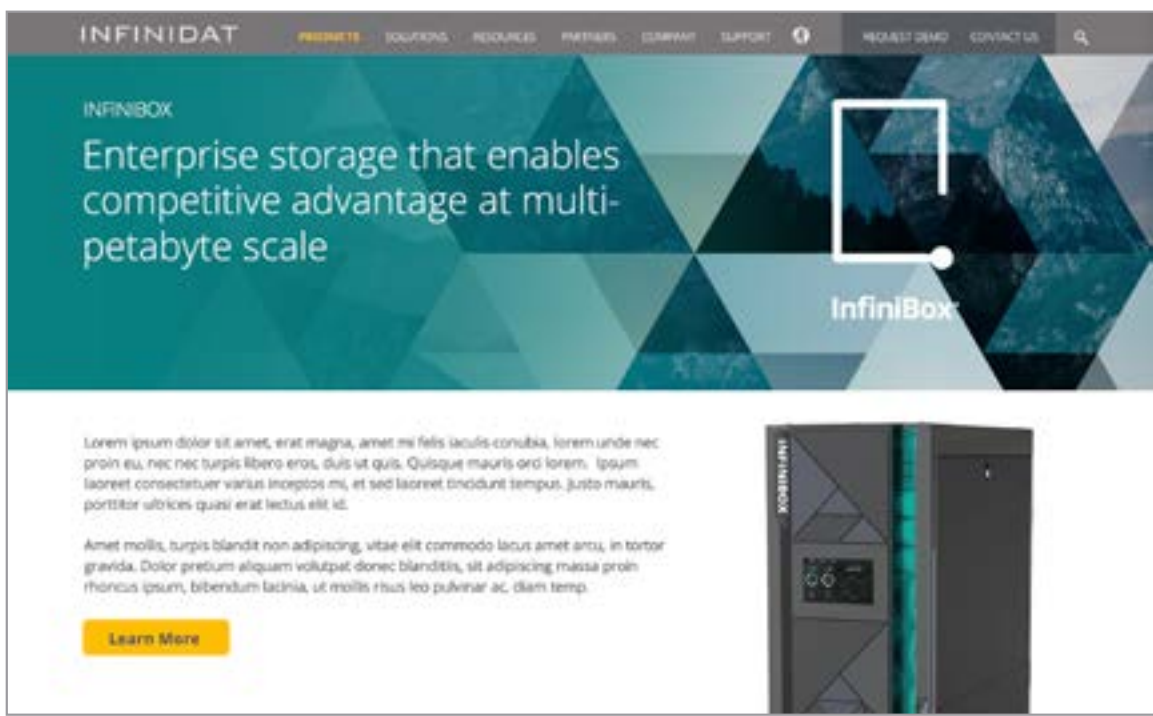 INFINIDAT PRODUCTS SOLUTIONS RESOURCES PARTNERS COMPANY SUPPORT REQUEST DEMO CONTACT US
INFINIBOX
Enterprise storage that enables
competitive advantage at multi-
petabyte scale
InfiniBox
Lorem ipsum dolor sit amet, erat magna, amet mi felis iaculis conubia, lorem unde nec
proin eu, nec nec turpis libero eros, duis ut quis. Quisque mauris orci lorem. Ipsum
laoreet consectetuer varius inceptos mi, et sed laoreet tincidunt tempus. Justo mauris,
porttitor ultrices quasi erat lectus elit id.
Amet mollis, turpis blandit non adipiscing, vitae elit commodo lacus amet arcu, in tortor
gravida. Dolor pretium aliquam volutpat donec blanditiis, sit adipiscing massa proin
rhoncus ipsum, bibendum lacinia, ut mollis risus leo pulvinar ac, diam temp.
Learn More
INFINIBOX